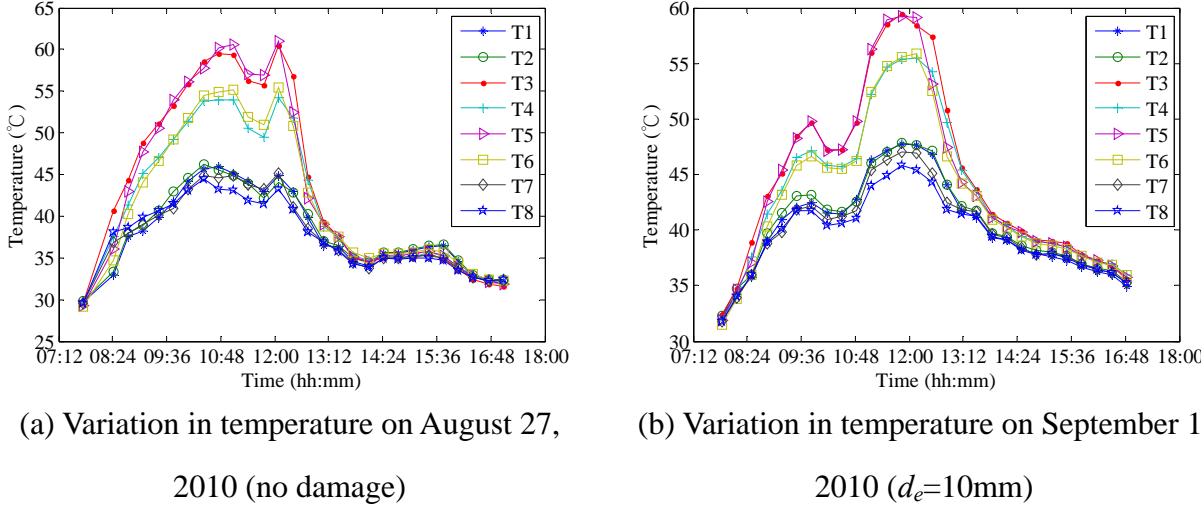 65
60
55
50
45
40
35
30
25
Temperature (℃)
T1
T2
T3
T4
T5
T6
T7
T8
07:12 08:24 09:36 10:48 12:00 13:12 14:24 15:36 16:48 18:00
Time (hh:mm)
(a) Variation in temperature on August 27,
2010 (no damage)
60
55
50
45
40
35
30
Temperature (℃)
T1
T2
T3
T4
T5
T6
T7
T8
07:12 08:24 09:36 10:48 12:00 13:12 14:24 15:36 16:48 18:00
Time (hh:mm)
(b) Variation in temperature on September 1
2010 (de=10mm)